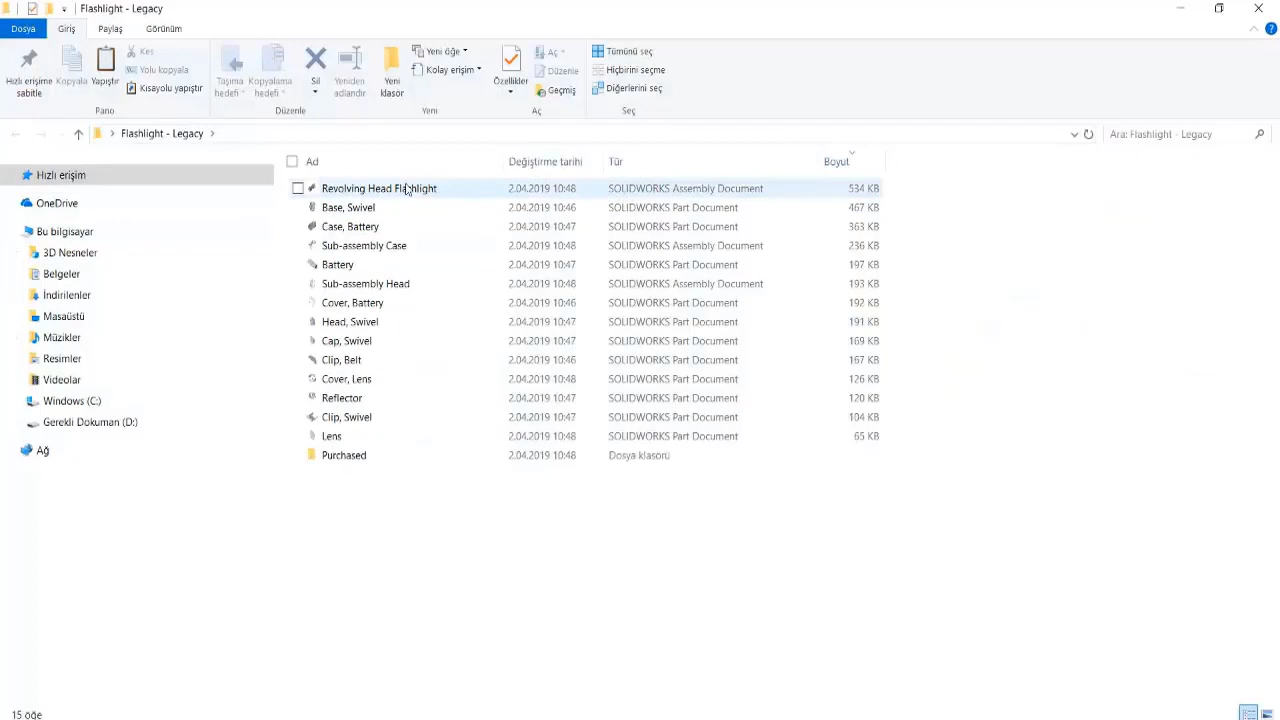 Flashlight - Legacy
Dosya Giriş Paylaş Görünüm
Hızlı erişime sabitle
Kopyala
Yapıştır
Kes
Yolu kopyala
Kısayolu yapıştır
Pano
Taşıma hedefi
Kopyalama hedefi
Sil
Yeniden adlandır
Düzenle
Yeni klasör
Yeni öğe
Kolay erişim
Yeni
Özellikler
Aç
Düzenle
Geçmiş
Aç
Tümünü seç
Hiçbirini seçme
Diğerlerini seç
Seç
Flashlight - Legacy
Ara: Flashlight - Legacy
Hızlı erişim
OneDrive
Bu bilgisayar
3D Nesneler
Belgeler
İndirilenler
Masaüstü
Müzikler
Resimler
Videolar
Windows (C:)
Gerekli Dokuman (D:)
Ağ
Ad Değiştirme tarihi Tür Boyut
Revolving Head Flashlight 2.04.2019 10:48 SOLIDWORKS Assembly Document 534 KB
Base, Swivel 2.04.2019 10:46 SOLIDWORKS Part Document 467 KB
Case, Battery 2.04.2019 10:47 SOLIDWORKS Part Document 363 KB
Sub-assembly Case 2.04.2019 10:48 SOLIDWORKS Assembly Document 236 KB
Battery 2.04.2019 10:47 SOLIDWORKS Part Document 197 KB
Sub-assembly Head 2.04.2019 10:48 SOLIDWORKS Assembly Document 193 KB
Cover, Battery 2.04.2019 10:46 SOLIDWORKS Part Document 192 KB
Head, Swivel 2.04.2019 10:47 SOLIDWORKS Part Document 191 KB
Cap, Swivel 2.04.2019 10:47 SOLIDWORKS Part Document 169 KB
Clip, Belt 2.04.2019 10:46 SOLIDWORKS Part Document 167 KB
Cover, Lens 2.04.2019 10:48 SOLIDWORKS Part Document 126 KB
Reflector 2.04.2019 10:47 SOLIDWORKS Part Document 120 KB
Clip, Swivel 2.04.2019 10:47 SOLIDWORKS Part Document 104 KB
Lens 2.04.2019 10:48 SOLIDWORKS Part Document 65 KB
Purchased 2.04.2019 10:48 Dosya klasörü
15 öğe